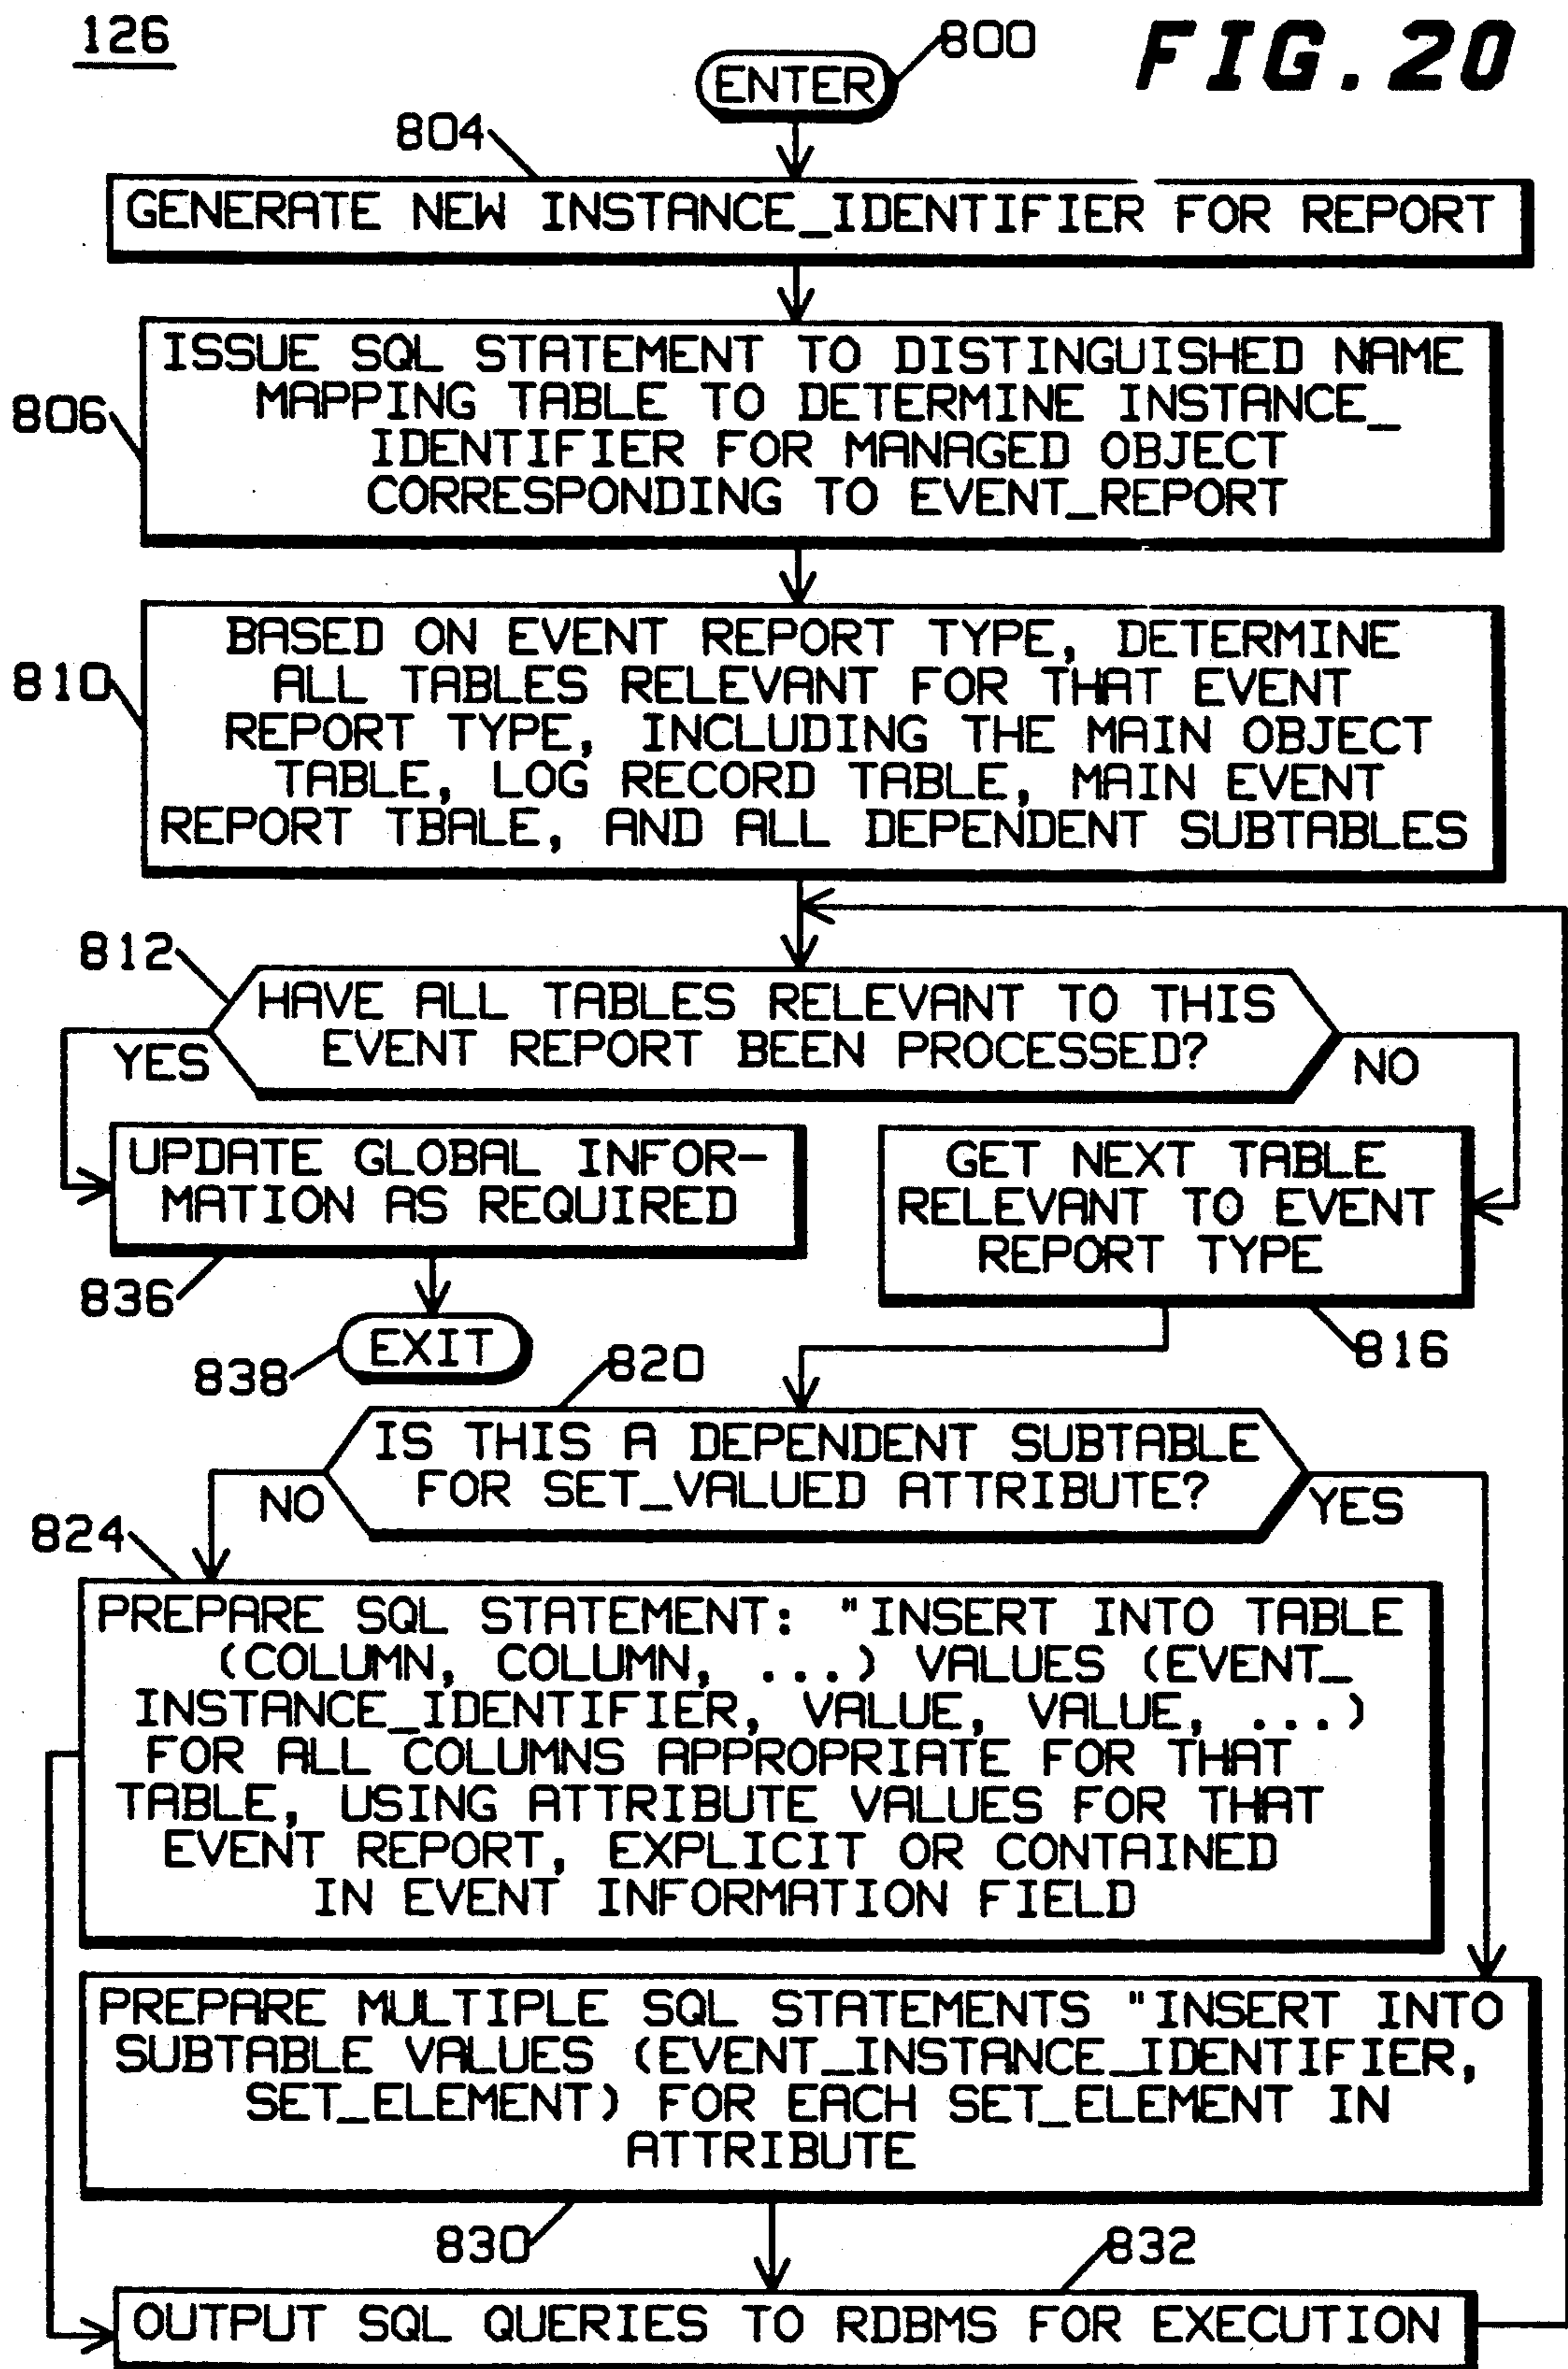 126
800
FIG. 20
ENTER
804
GENERATE NEW INSTANCE_IDENTIFIER FOR REPORT
806
ISSUE SQL STATEMENT TO DISTINGUISHED NAME
MAPPING TABLE TO DETERMINE INSTANCE_
IDENTIFIER FOR MANAGED OBJECT
CORRESPONDING TO EVENT_REPORT
810
BASED ON EVENT REPORT TYPE, DETERMINE
ALL TABLES RELEVANT FOR THAT EVENT
REPORT TYPE, INCLUDING THE MAIN OBJECT
TABLE, LOG RECORD TABLE, MAIN EVENT
REPORT TBALE, AND ALL DEPENDENT SUBTABLES
812
HAVE ALL TABLES RELEVANT TO THIS
EVENT REPORT BEEN PROCESSED?
YES
NO
UPDATE GLOBAL INFOR-
MATION AS REQUIRED
836
EXIT
838
GET NEXT TABLE
RELEVANT TO EVENT
REPORT TYPE
816
820
IS THIS A DEPENDENT SUBTABLE
FOR SET_VALUED ATTRIBUTE?
NO
YES
824
PREPARE SQL STATEMENT: "INSERT INTO TABLE
(COLUMN, COLUMN, ...) VALUES (EVENT_
INSTANCE_IDENTIFIER, VALUE, VALUE, ...)
FOR ALL COLUMNS APPROPRIATE FOR THAT
TABLE, USING ATTRIBUTE VALUES FOR THAT
EVENT REPORT, EXPLICIT OR CONTAINED
IN EVENT INFORMATION FIELD
PREPARE MULTIPLE SQL STATEMENTS "INSERT INTO
SUBTABLE VALUES (EVENT_INSTANCE_IDENTIFIER,
SET_ELEMENT) FOR EACH SET_ELEMENT IN
ATTRIBUTE
830
832
OUTPUT SQL QUERIES TO RDBMS FOR EXECUTION